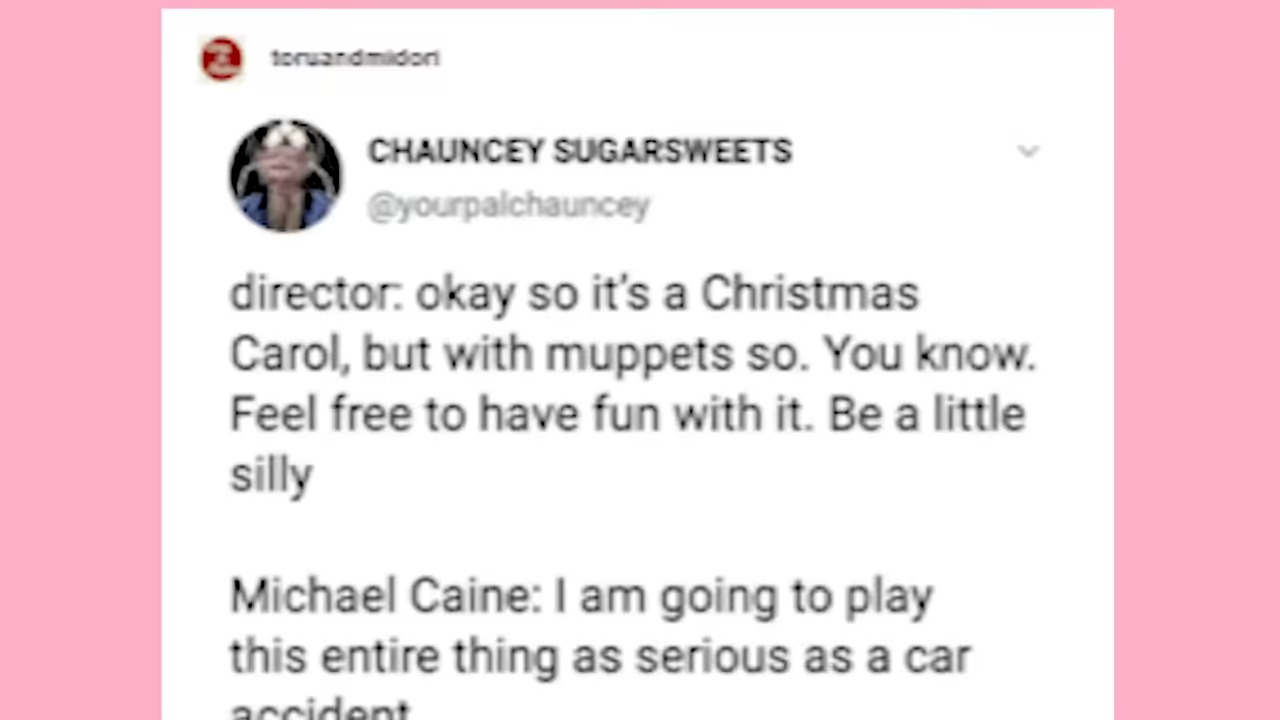 toruandmidori
CHAUNCEY SUGARSWEETS
@yourpalchauncey
director: okay so it's a Christmas
Carol, but with muppets so. You know.
Feel free to have fun with it. Be a little
silly
Michael Caine: I am going to play
this entire thing as serious as a car
accident